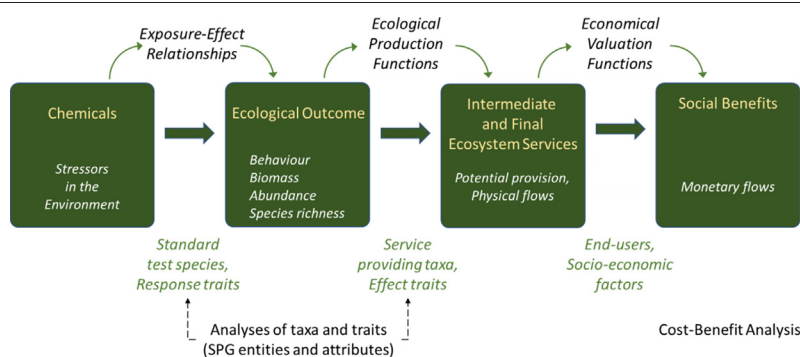 Exposure-Effect
Relationships
Ecological
Production
Functions
Economical
Valuation
Functions
Chemicals
Stressors
in the
Environment
Ecological Outcome
Behaviour
Biomass
Abundance
Species richness
Intermediate
and Final
Ecosystem Services
Potential provision,
Physical flows
Social Benefits
Monetary flows
Standard
test species,
Response traits
Service
providing taxa,
Effect traits
End-users,
Socio-economic
factors
Analyses of taxa and traits
(SPG entities and attributes)
Cost-Benefit Analysis